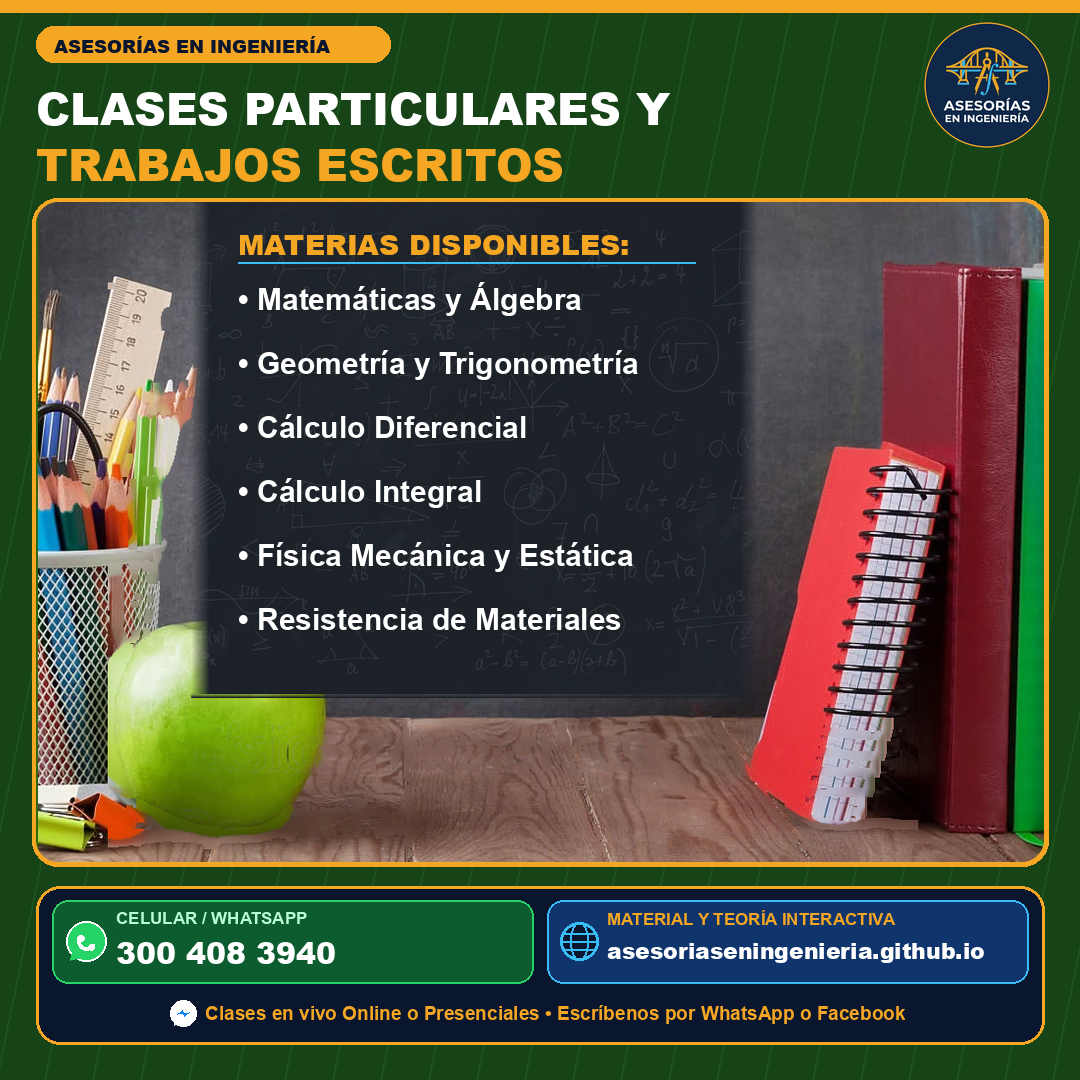 ASESORÍAS EN INGENIERÍA
CLASES PARTICULARES Y
TRABAJOS ESCRITOS
ASESORÍAS
EN INGENIERÍA
MATERIAS DISPONIBLES:
• Matemáticas y Álgebra
• Geometría y Trigonometría
• Cálculo Diferencial
• Cálculo Integral
• Física Mecánica y Estática
• Resistencia de Materiales
CELULAR / WHATSAPP
300 408 3940
MATERIAL Y TEORÍA INTERACTIVA
asesoriaseningenieria.github.io
Clases en vivo Online o Presenciales • Escríbenos por WhatsApp o Facebook